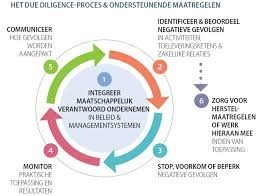 HET DUE DILIGENCE-PROCES & ONDERSTEUNENDE MAATREGELEN
COMMUNICEER
HOE GEVOLGEN
WORDEN
AANGEPAKT
5
IDENTIFICEER & BEOORDEEL
NEGATIEVE GEVOLGEN
IN ACTIVITEITEN,
TOELEVERINGSKETENS &
ZAKELIJKE RELATIES
2
1
INTEGREER
MAATSCHAPPELIJK
VERANTWOORD ONDERNEMEN
IN BELEID &
MANAGEMENTSYSTEMEN
6
ZORG VOOR
HERSTEL-
MAATREGELEN
OF WERK
HIERAAN MEE
INDIEN VAN
TOEPASSING
4
MONITOR
PRAKTISCHE
TOEPASSING EN
RESULTATEN
3
STOP, VOORKOM OF BEPERK
NEGATIEVE GEVOLGEN